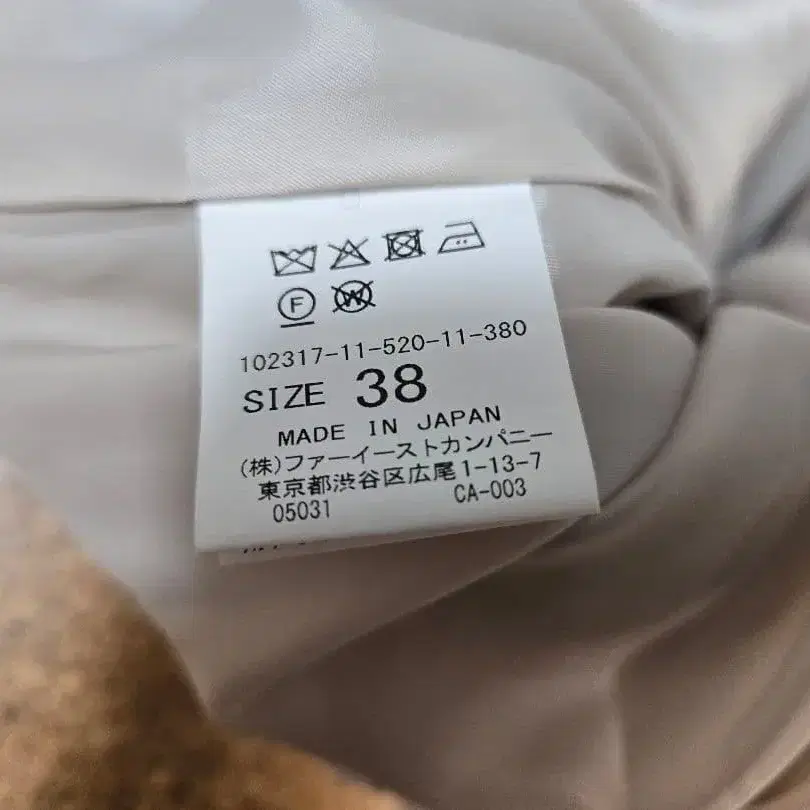 F W
102317-11-520-11-380
SIZE 38
MADE IN JAPAN
(株)ファーイーストカンパニー
東京都渋谷区広尾1-13-7
05031 CA-003